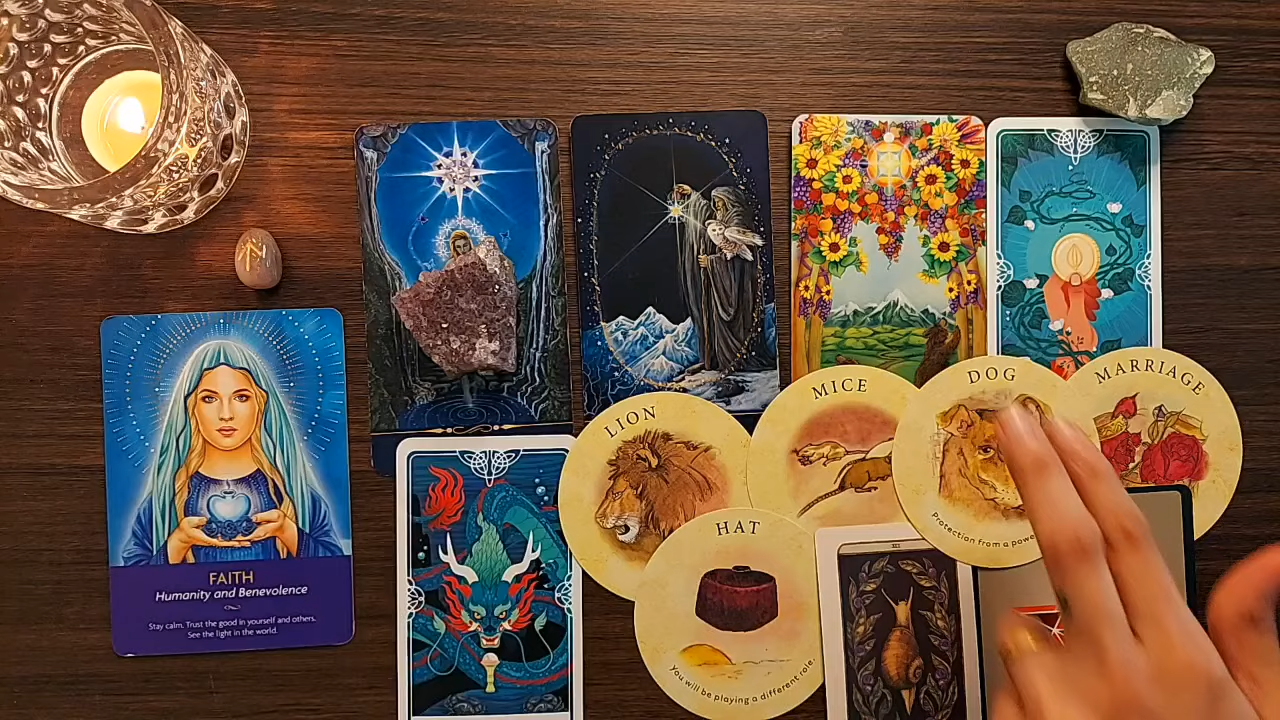 LION
MICE
DOG
Protection from a powe
MARRIAGE
HAT
You will be playing a different role.
FAITH
Humanity and Benevolence
Stay calm. Trust the good in yourself and others.
See the light in the world.